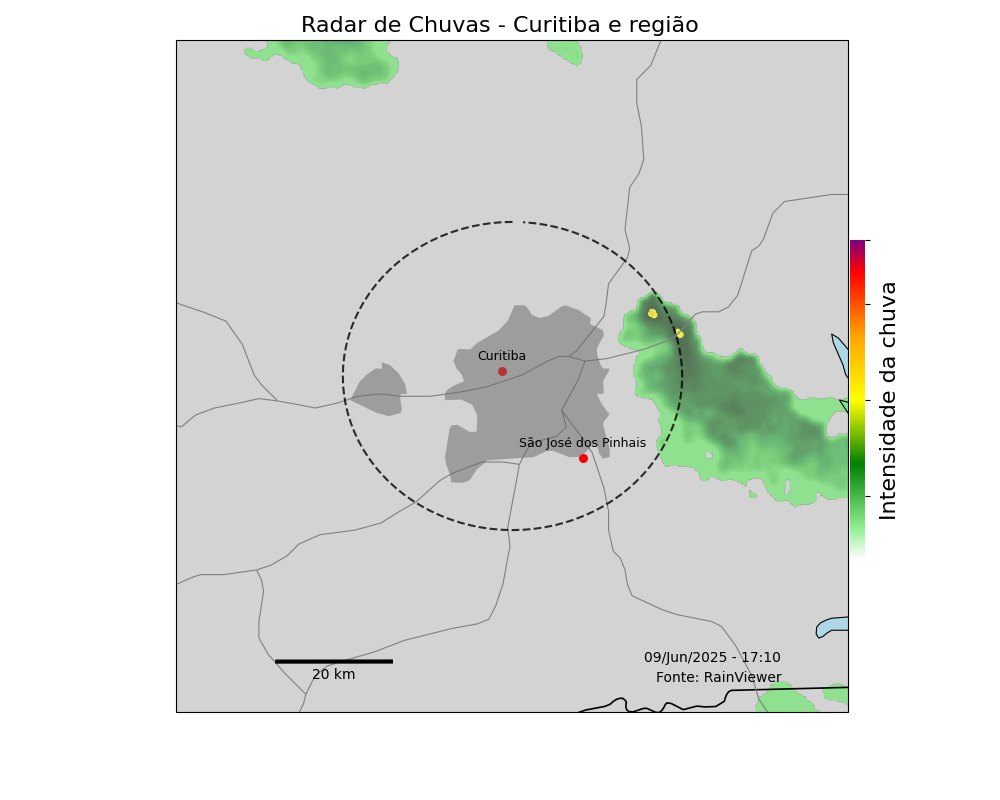 Radar de Chuvas - Curitiba e região
Curitiba
São José dos Pinhais
Intensidade da chuva
09/Jun/2025 - 17:10
Fonte: RainViewer
20 km